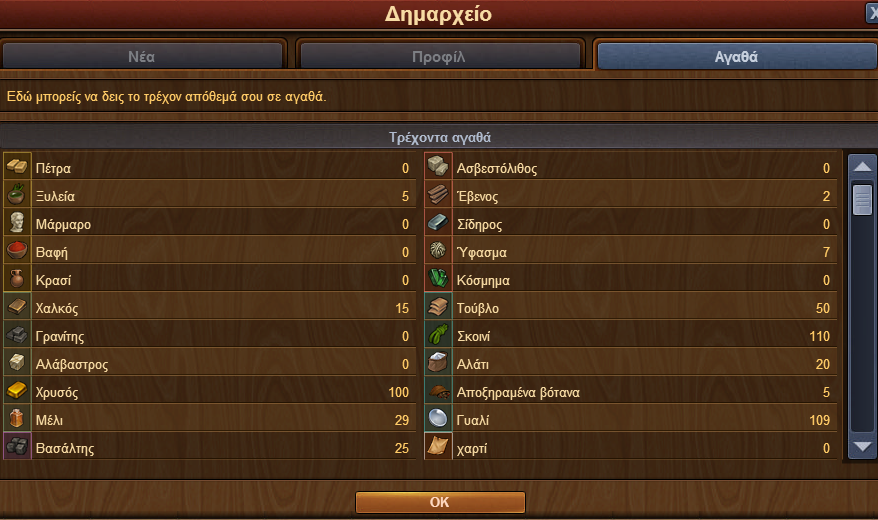 Δημαρχείο
X
Νέα
Προφίλ
Αγαθά
Εδώ μπορείς να δεις το τρέχον απόθεμά σου σε αγαθά.
Τρέχοντα αγαθά
Πέτρα 0
Ασβεστόλιθος 0
Ξυλεία 5
Έβενος 2
Μάρμαρο 0
Σίδηρος 0
Βαφή 0
Ύφασμα 7
Κρασί 0
Κόσμημα 0
Χαλκός 15
Τούβλο 50
Γρανίτης 0
Σκοινί 110
Αλάβαστρος 0
Αλάτι 20
Χρυσός 100
Αποξηραμένα βότανα 5
Μέλι 29
Γυαλί 109
Βασάλτης 25
χαρτί 0
OK